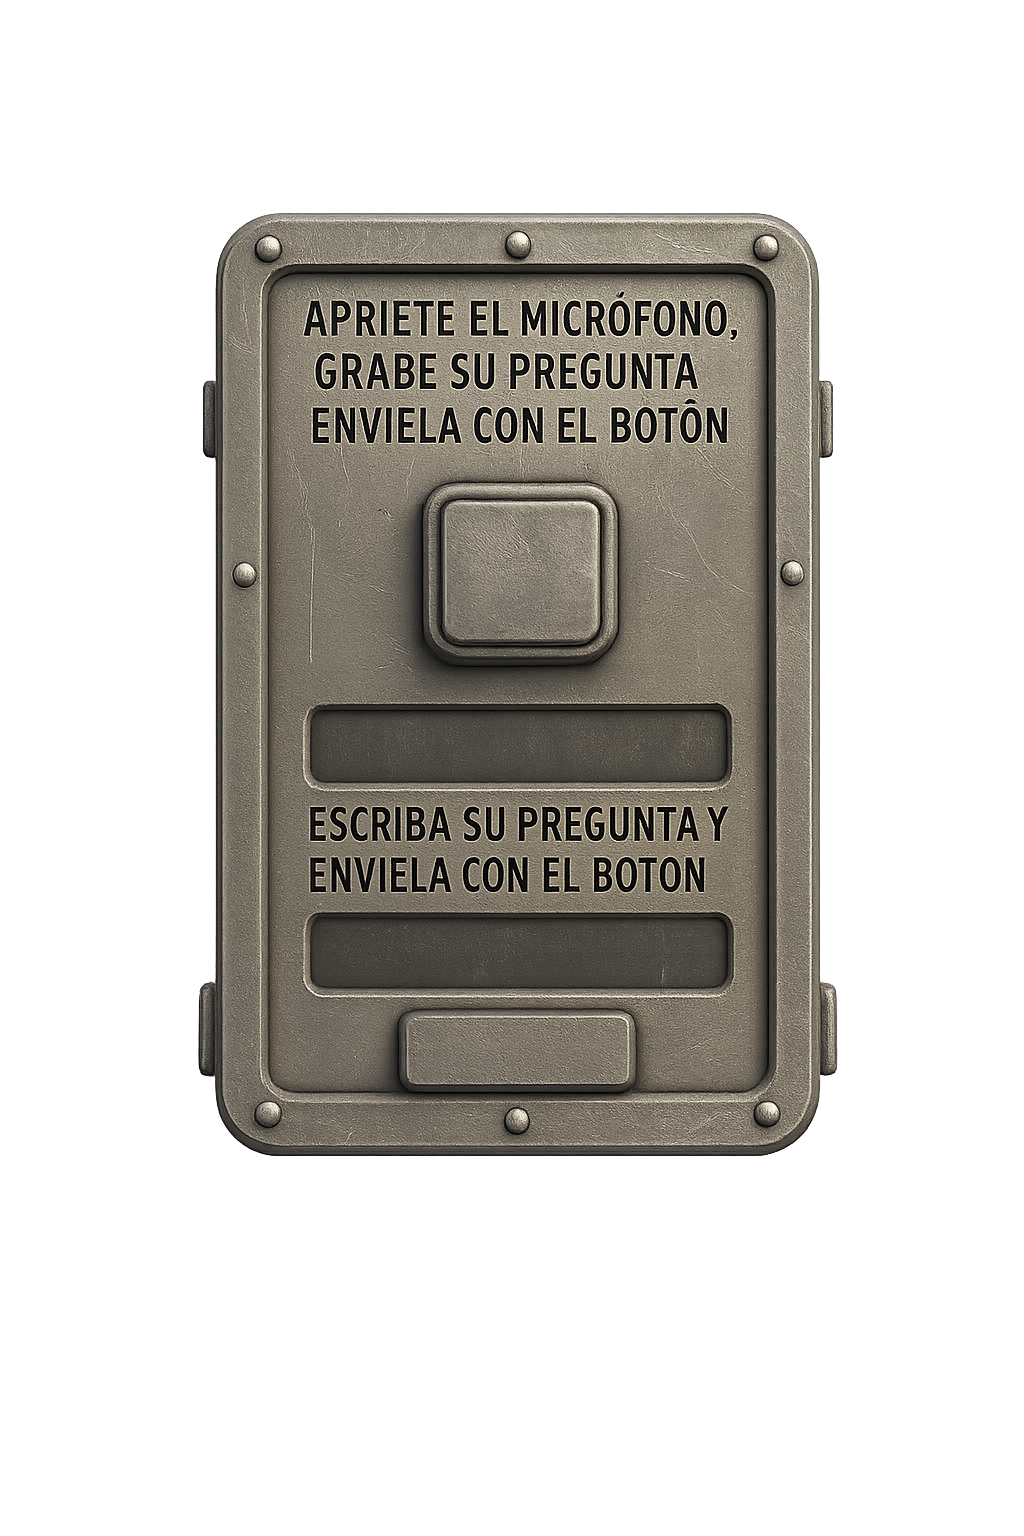 APRIETE EL MICRÓFONO,
GRABE SU PREGUNTA
ENVIELA CON EL BOTÔN
ESCRIBA SU PREGUNTA Y
ENVIELA CON EL BOTON